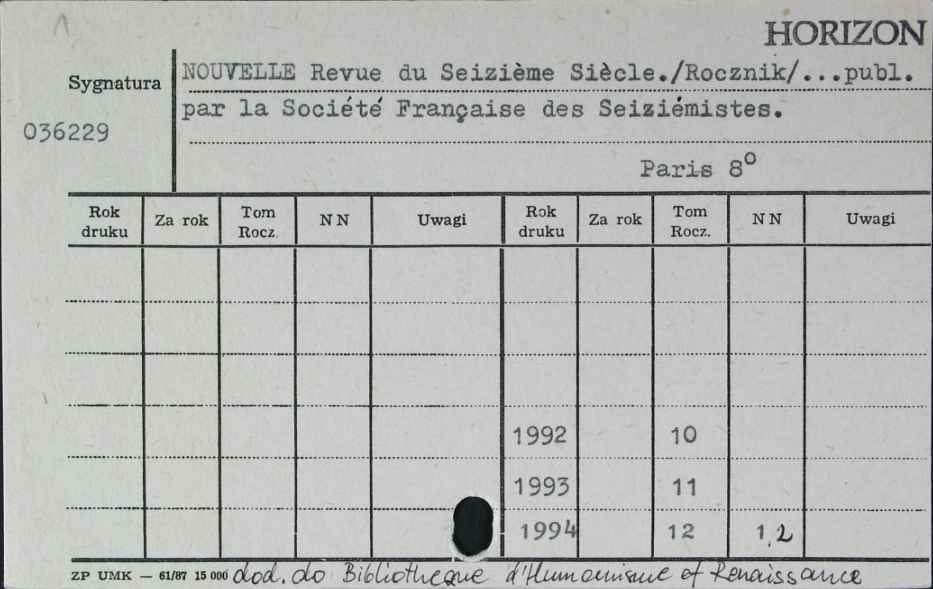 1
HORIZON
Sygnatura
036229
NOUVELLE Revue du Seizième Siècle./Rocznik/...publ.
par la Société Française des Seiziémistes.
Paris 8º
Rok druku Za rok Tom Rocz. NN Uwagi Rok druku Za rok Tom Rocz. NN Uwagi
1992 10
1993 11
1994 12 1,2
ZP UMK — 61/87 15 000 dod. do Bibliotheque d'Humanisme et Renaissance